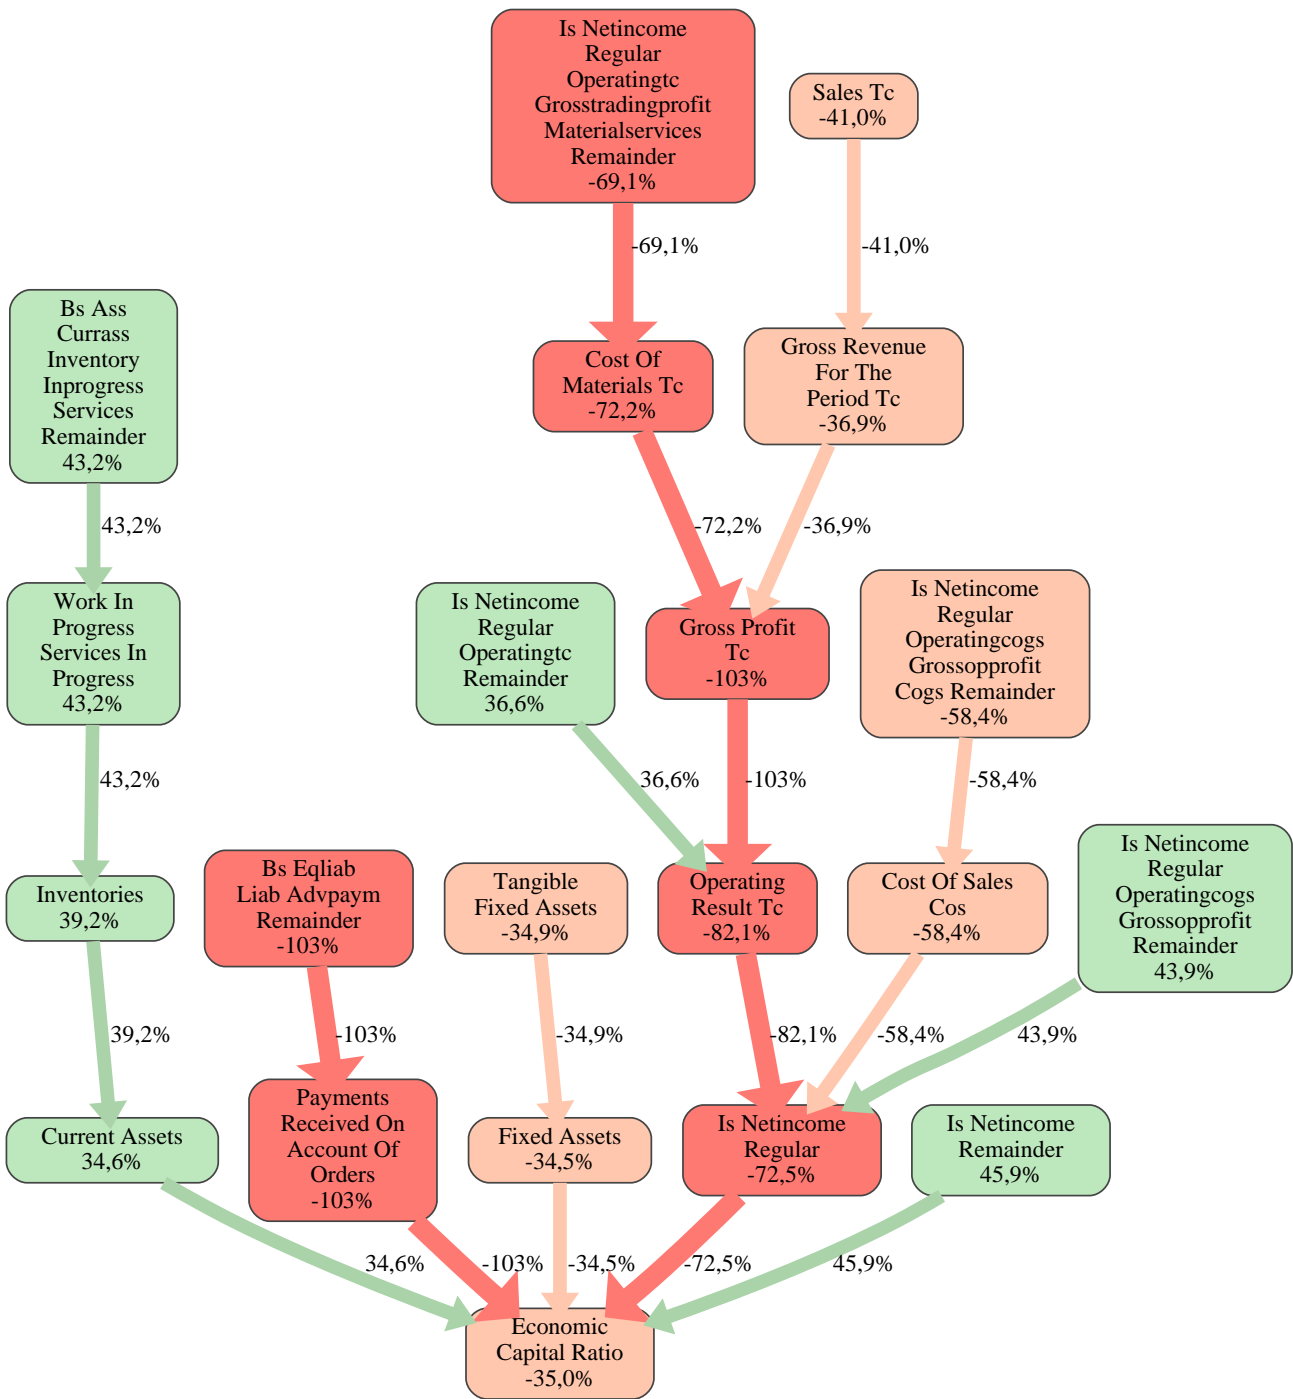 Is Netincome
Regular
Operatingtc
Grosstradingprofit
Materialservices
Remainder
-69,1%
Sales Tc
-41,0%
-69,1%
-41,0%
Bs Ass
Currass
Inventory
Inprogress
Services
Remainder
43,2%
Cost Of
Materials Tc
-72,2%
Gross Revenue
For The
Period Tc
-36,9%
43,2%
-72,2%
-36,9%
Work In
Progress
Services In
Progress
43,2%
Is Netincome
Regular
Operatingtc
Remainder
36,6%
Gross Profit
Tc
-103%
Is Netincome
Regular
Operatingcogs
Grossopprofit
Cogs Remainder
-58,4%
43,2%
36,6%
-103%
-58,4%
Inventories
39,2%
Bs Eqliab
Liab Advpaym
Remainder
-103%
Tangible
Fixed Assets
-34,9%
Operating
Result Tc
-82,1%
Cost Of Sales
Cos
-58,4%
Is Netincome
Regular
Operatingcogs
Grossopprofit
Remainder
43,9%
39,2%
-103%
-34,9%
-82,1%
-58,4%
43,9%
Current Assets
34,6%
Payments
Received On
Account Of
Orders
-103%
Fixed Assets
-34,5%
Is Netincome
Regular
-72,5%
Is Netincome
Remainder
45,9%
34,6%
-103%
-34,5%
-72,5%
45,9%
Economic
Capital Ratio
-35,0%